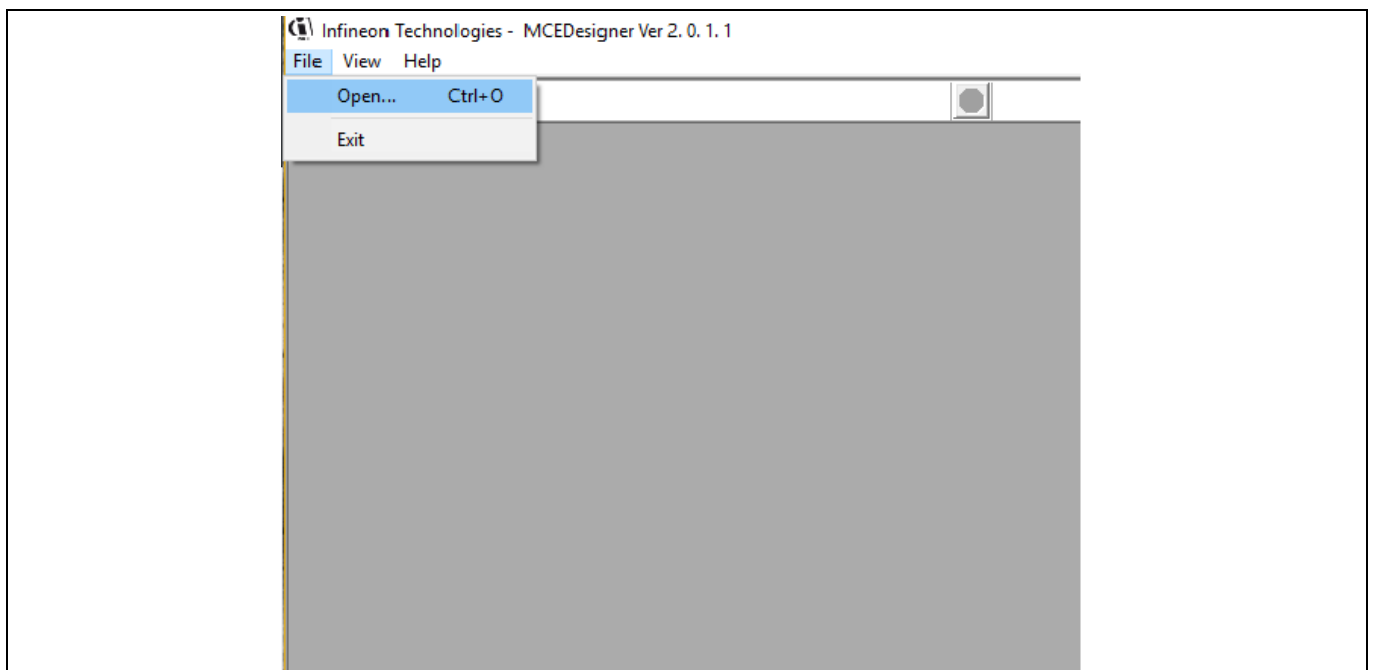 Infineon Technologies - MCEDesigner Ver 2. 0. 1. 1
File View Help
Open... Ctrl+O
Exit